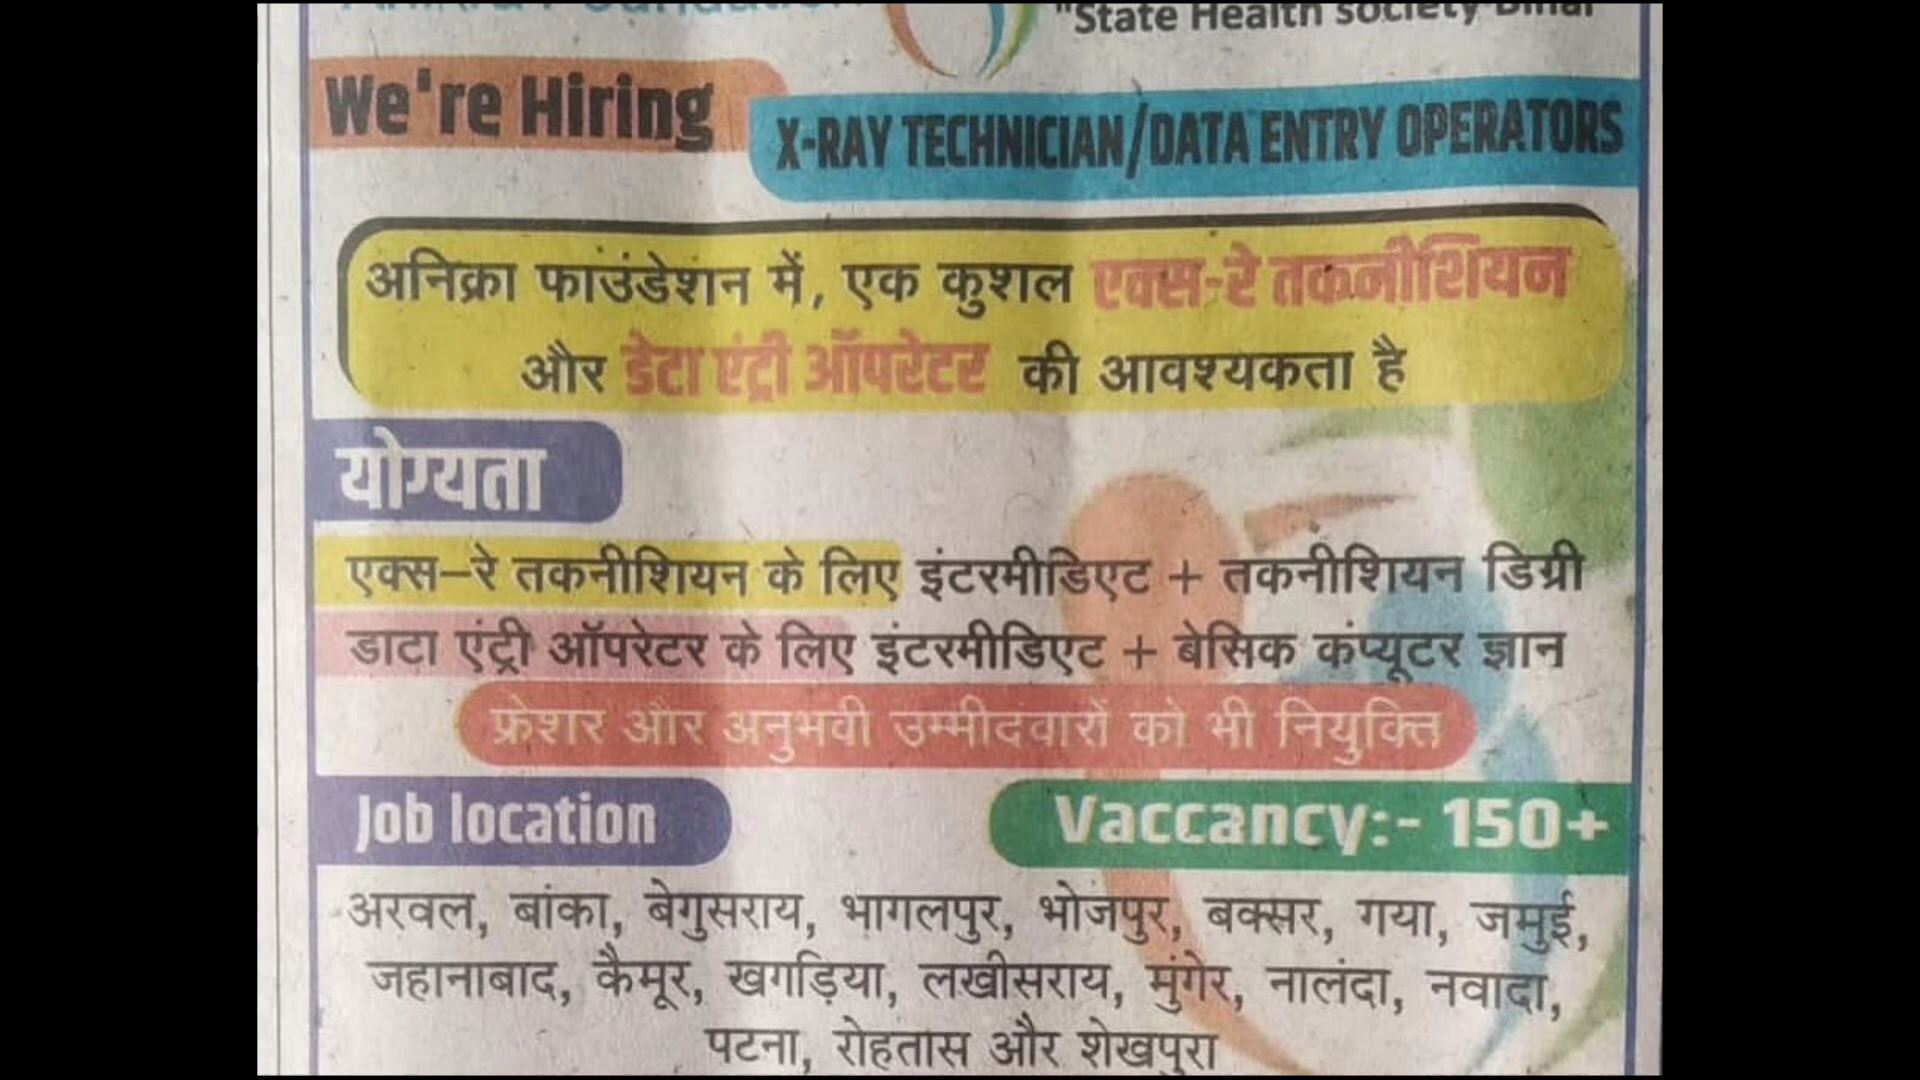 "State Health society Bihar
We're Hiring
X-RAY TECHNICIAN/DATA ENTRY OPERATORS
अनिक्रा फाउंडेशन में, एक कुशल एक्स-रे तकनीशियन
और डेटा एंट्री ऑपरेटर की आवश्यकता है
योग्यता
एक्स-रे तकनीशियन के लिए इंटरमीडिएट + तकनीशियन डिग्री
डाटा एंट्री ऑपरेटर के लिए इंटरमीडिएट + बेसिक कंप्यूटर ज्ञान
फ्रेशर और अनुभवी उम्मीदवारों को भी नियुक्ति
Job location
Vaccancy:- 150+
अरवल, बांका, बेगुसराय, भागलपुर, भोजपुर, बक्सर, गया, जमुई,
जहानाबाद, कैमूर, खगड़िया, लखीसराय, मुंगेर, नालंदा, नवादा,
पटना, रोहतास और शेखपुरा